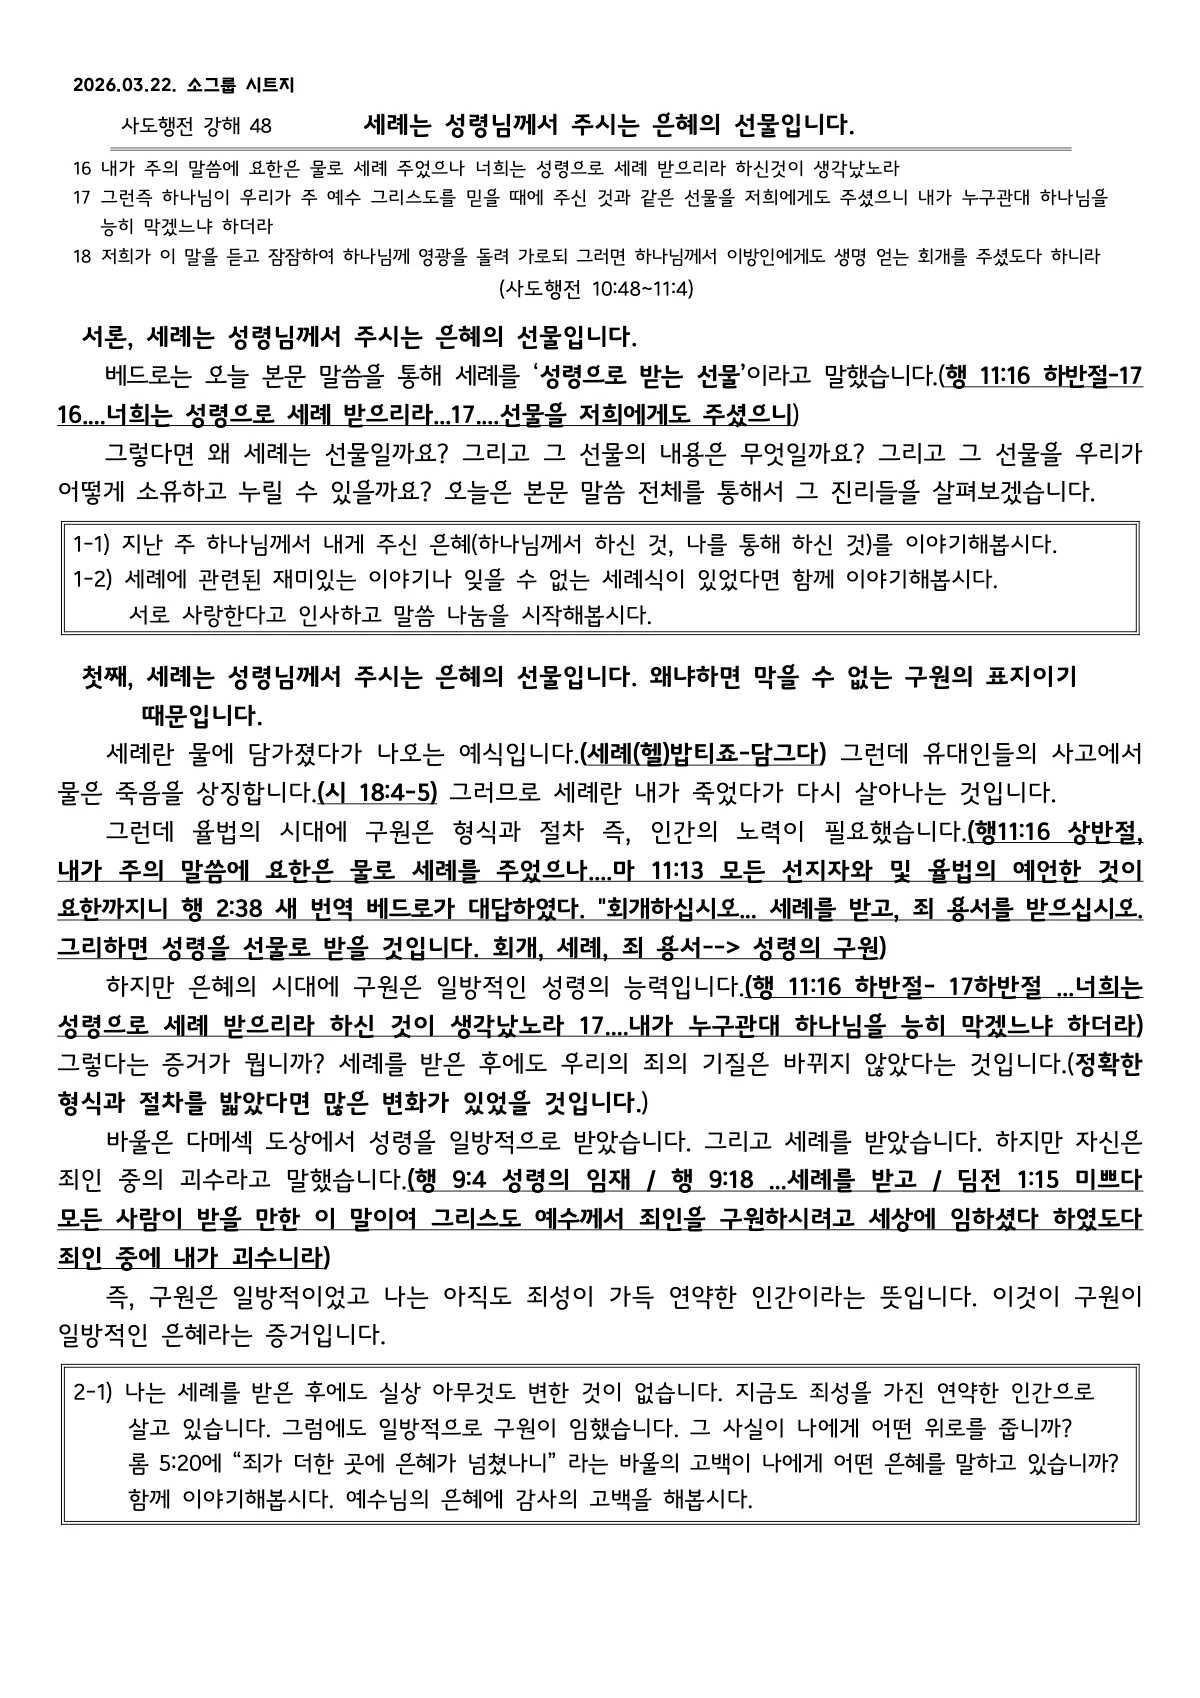 2026.03.22. 소그룹 시트지
사도행전 강해 48 세례는 성령님께서 주시는 은혜의 선물입니다.
16 내가 주의 말씀에 요한은 물로 세례 주었으나 너희는 성령으로 세례 받으리라 하신것이 생각났노라
17 그런즉 하나님이 우리가 주 예수 그리스도를 믿을 때에 주신 것과 같은 선물을 저희에게도 주셨으니 내가 누구관대 하나님을
능히 막겠느냐 하더라
18 저희가 이 말을 듣고 잠잠하여 하나님께 영광을 돌려 가로되 그러면 하나님께서 이방인에게도 생명 얻는 회개를 주셨도다 하니라
(사도행전 10:48~11:4)
서론, 세례는 성령님께서 주시는 은혜의 선물입니다.
베드로는 오늘 본문 말씀을 통해 세례를 ‘성령으로 받는 선물’이라고 말했습니다.(행 11:16 하반절-17
16....너희는 성령으로 세례 받으리라...17....선물을 저희에게도 주셨으니)
그렇다면 왜 세례는 선물일까요? 그리고 그 선물의 내용은 무엇일까요? 그리고 그 선물을 우리가
어떻게 소유하고 누릴 수 있을까요? 오늘은 본문 말씀 전체를 통해서 그 진리들을 살펴보겠습니다.
1-1) 지난 주 하나님께서 내게 주신 은혜(하나님께서 하신 것, 나를 통해 하신 것)를 이야기해봅시다.
1-2) 세례에 관련된 재미있는 이야기나 잊을 수 없는 세례식이 있었다면 함께 이야기해봅시다.
서로 사랑한다고 인사하고 말씀 나눔을 시작해봅시다.
첫째, 세례는 성령님께서 주시는 은혜의 선물입니다. 왜냐하면 막을 수 없는 구원의 표지이기
때문입니다.
세례란 물에 담가졌다가 나오는 예식입니다.(세례(헬)밥티죠-담그다) 그런데 유대인들의 사고에서
물은 죽음을 상징합니다.(시 18:4-5) 그러므로 세례란 내가 죽었다가 다시 살아나는 것입니다.
그런데 율법의 시대에 구원은 형식과 절차 즉, 인간의 노력이 필요했습니다.(행11:16 상반절,
내가 주의 말씀에 요한은 물로 세례를 주었으나....마 11:13 모든 선지자와 및 율법의 예언한 것이
요한까지니 행 2:38 새 번역 베드로가 대답하였다. "회개하십시오... 세례를 받고, 죄 용서를 받으십시오.
그리하면 성령을 선물로 받을 것입니다. 회개, 세례, 죄 용서--> 성령의 구원)
하지만 은혜의 시대에 구원은 일방적인 성령의 능력입니다.(행 11:16 하반절- 17하반절 ...너희는
성령으로 세례 받으리라 하신 것이 생각났노라 17....내가 누구관대 하나님을 능히 막겠느냐 하더라)
그렇다는 증거가 뭡니까? 세례를 받은 후에도 우리의 죄의 기질은 바뀌지 않았다는 것입니다.(정확한
형식과 절차를 밟았다면 많은 변화가 있었을 것입니다.)
바울은 다메섹 도상에서 성령을 일방적으로 받았습니다. 그리고 세례를 받았습니다. 하지만 자신은
죄인 중의 괴수라고 말했습니다.(행 9:4 성령의 임재 / 행 9:18 ...세례를 받고 / 딤전 1:15 미쁘다
모든 사람이 받을 만한 이 말이여 그리스도 예수께서 죄인을 구원하시려고 세상에 임하셨다 하였도다
죄인 중에 내가 괴수니라)
즉, 구원은 일방적이었고 나는 아직도 죄성이 가득 연약한 인간이라는 뜻입니다. 이것이 구원이
일방적인 은혜라는 증거입니다.
2-1) 나는 세례를 받은 후에도 실상 아무것도 변한 것이 없습니다. 지금도 죄성을 가진 연약한 인간으로
살고 있습니다. 그럼에도 일방적으로 구원이 임했습니다. 그 사실이 나에게 어떤 위로를 줍니까?
롬 5:20에 “죄가 더한 곳에 은혜가 넘쳤나니” 라는 바울의 고백이 나에게 어떤 은혜를 말하고 있습니까?
함께 이야기해봅시다. 예수님의 은혜에 감사의 고백을 해봅시다.